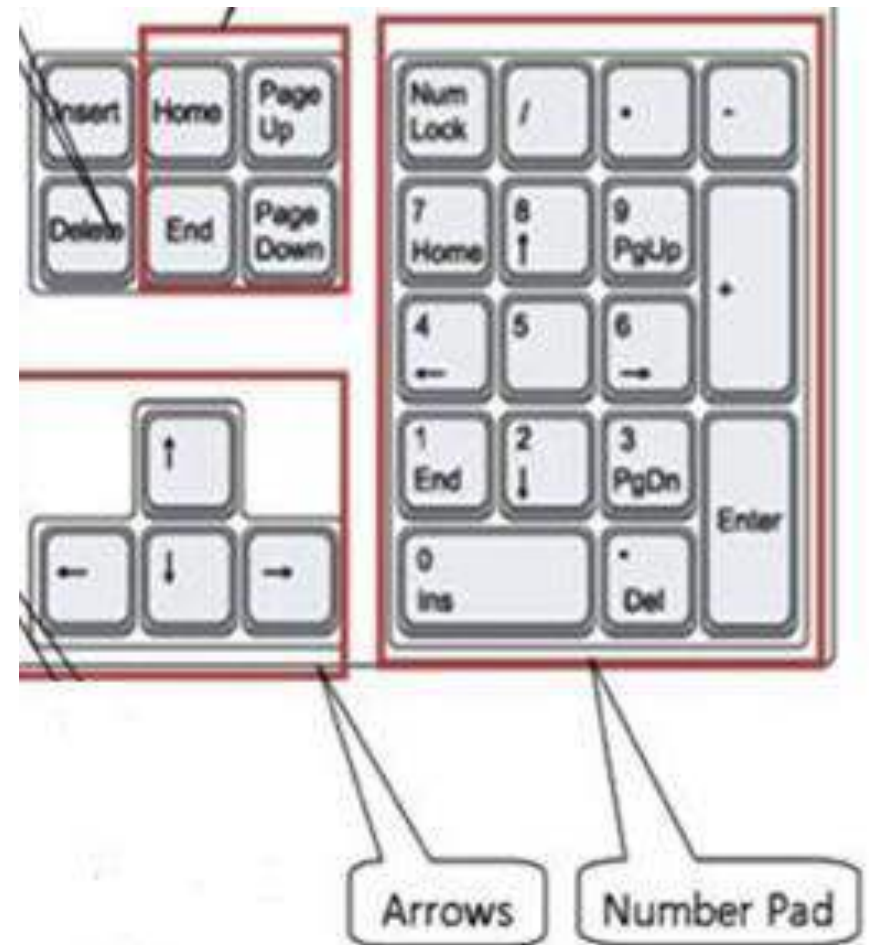 Insert Home Page Up
Delete End Page Down
↑
← ↓ →
Num Lock / * -
7 Home 8 ↑ 9 PgUp
+
4 ← 5 6 →
1 End 2 ↓ 3 PgDn
Enter
0 Ins . Del
Arrows
Number Pad